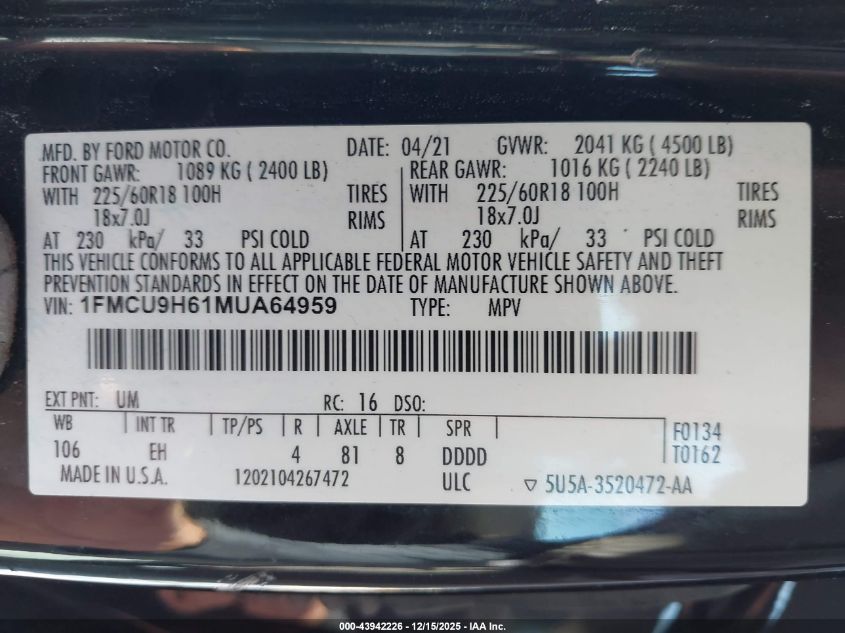 MFD. BY FORD MOTOR CO. DATE: 04/21 GVWR: 2041 KG ( 4500 LB)
FRONT GAWR: 1089 KG ( 2400 LB) REAR GAWR: 1016 KG ( 2240 LB)
WITH 225/60R18 100H TIRES WITH 225/60R18 100H TIRES
18x7.0J RIMS 18x7.0J RIMS
AT 230 kPa/ 33 PSI COLD AT 230 kPa/ 33 PSI COLD
THIS VEHICLE CONFORMS TO ALL APPLICABLE FEDERAL MOTOR VEHICLE SAFETY AND THEFT
PREVENTION STANDARDS IN EFFECT ON THE DATE OF MANUFACTURE SHOWN ABOVE.
VIN: 1FMCU9H61MUA64959 TYPE: MPV
EXT PNT: UM RC: 16 DSO:
WB INT TR TP/PS R AXLE TR SPR F0134
106 EH 4 81 8 DDDD T0162
MADE IN U.S.A. 1202104267472 ULC ▽ 5U5A-3520472-AA
000-43942226 - 12/15/2025 - IAA Inc.